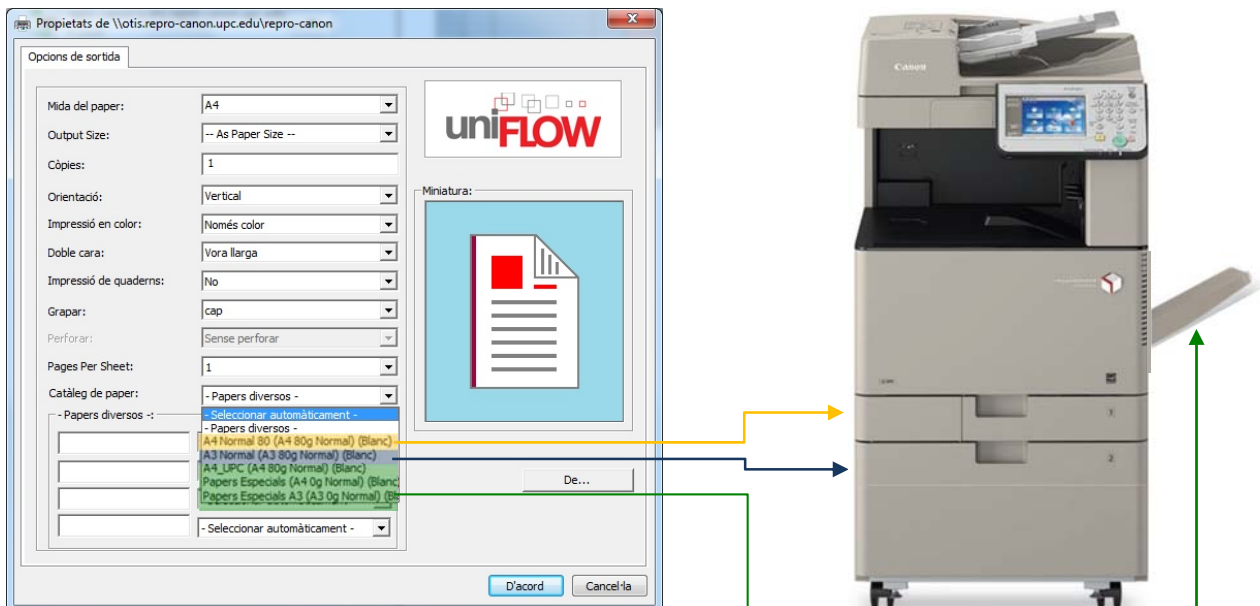 Propietats de \\otis.repro-canon.upc.edu\repro-canon
Opcions de sortida
Mida del paper: A4
Output Size: -- As Paper Size --
Còpies: 1
Orientació: Vertical
Impressió en color: Només color
Doble cara: Vora llarga
Impressió de quaderns: No
Grapar: cap
Perforar: Sense perforar
Pages Per Sheet: 1
Catàleg de paper: - Papers diversos -
- Papers diversos -:
- Seleccionar automàticament -
- Papers diversos -
A4 Normal 80 (A4 80g Normal) (Blanc)
A3 Normal (A3 80g Normal) (Blanc)
A4_UPC (A4 80g Normal) (Blanc)
Papers Especials (A4 0g Normal) (Blanc)
Papers Especials A3 (A3 0g Normal) (Bl
- Seleccionar automàticament -
uniFLOW
Miniatura:
De...
D'acord
Cancel·la
Canon
1
2